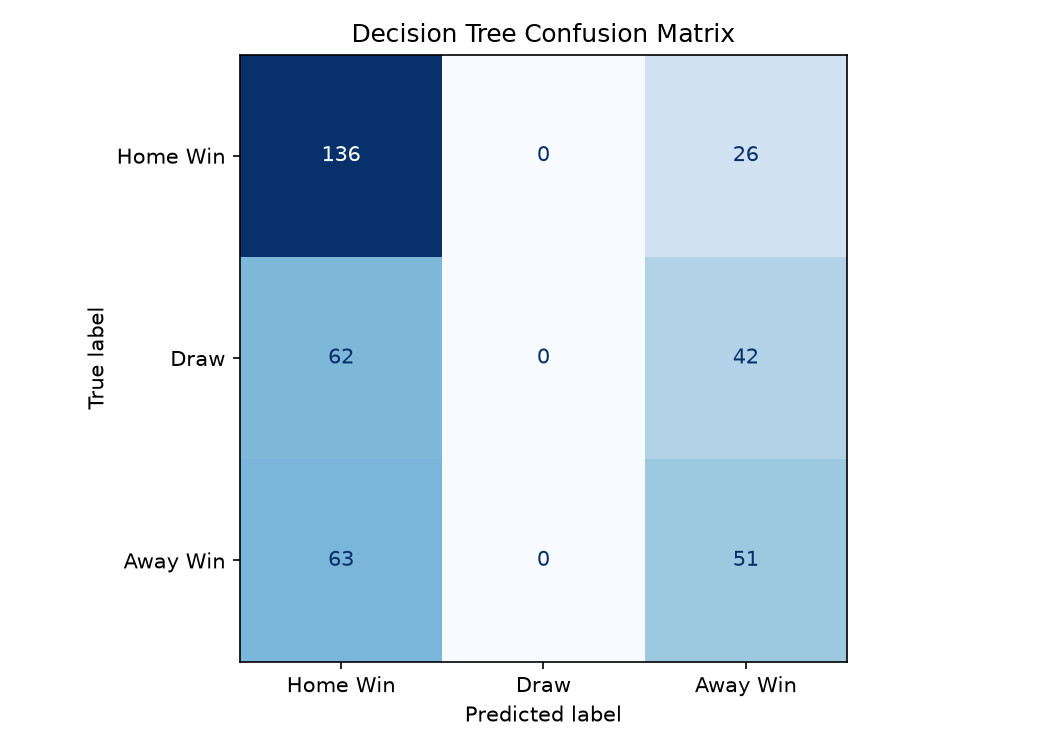 Decision Tree Confusion Matrix
True label
Home Win 136 0 26
Draw 62 0 42
Away Win 63 0 51
Home Win Draw Away Win
Predicted label